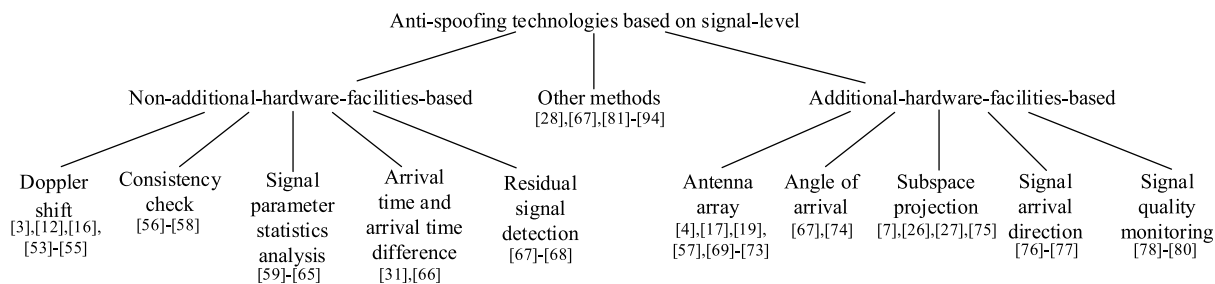 Anti-spoofing technologies based on signal-level
Non-additional-hardware-facilities-based
Other methods
[28],[67],[81]-[94]
Additional-hardware-facilities-based
Doppler
shift
[3],[12],[16],
[53]-[55]
Consistency
check
[56]-[58]
Signal
parameter
statistics
analysis
[59]-[65]
Arrival
time and
arrival time
difference
[31],[66]
Residual
signal
detection
[67]-[68]
Antenna
array
[4],[17],[19],
[57],[69]-[73]
Angle of
arrival
[67],[74]
Subspace
projection
[7],[26],[27],[75]
Signal
arrival
direction
[76]-[77]
Signal
quality
monitoring
[78]-[80]